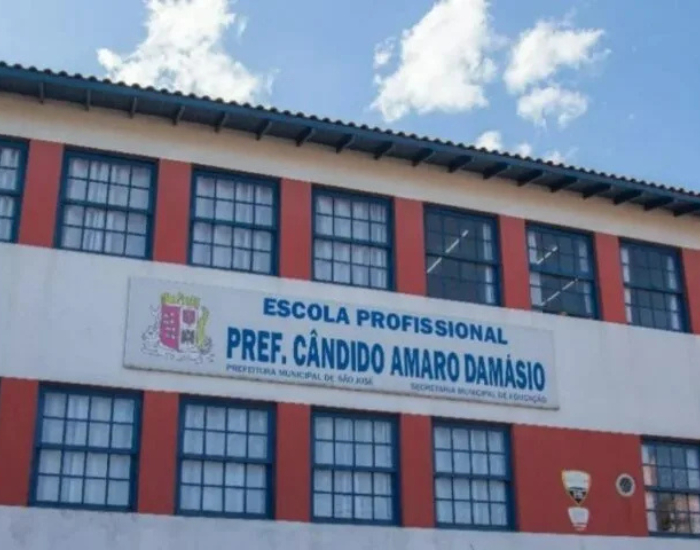 ESCOLA PROFISSIONAL
PREF. CÂNDIDO AMARO DAMÁSIO
PREFEITURA MUNICIPAL DE SÃO JOSÉ SECRETARIA MUNICIPAL DE EDUCAÇÃO